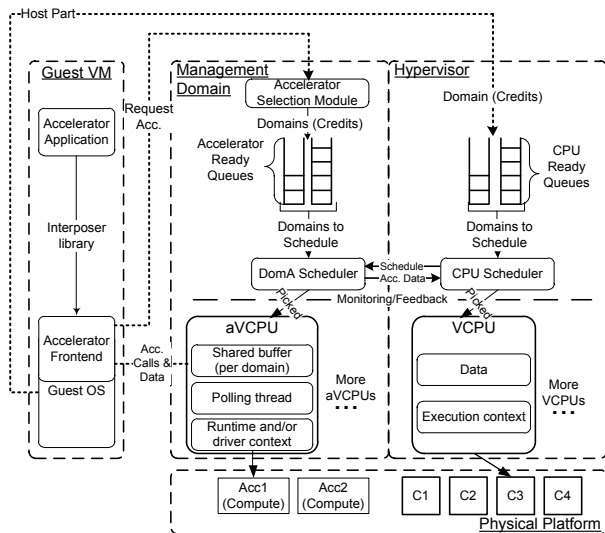 Host Part
Guest VM
Management
Domain
Hypervisor
Request
Acc.
Accelerator
Selection Module
Domain (Credits)
Accelerator
Application
Domains (Credits)
Accelerator
Ready
Queues
CPU
Ready
Queues
Interposer
library
Domains to
Schedule
Domains to
Schedule
DomA Scheduler
Schedule
Acc. Data
CPU Scheduler
Picked
Monitoring/Feedback
Picked
Accelerator
Frontend
Guest OS
Acc.
Calls &
Data
aVCPU
Shared buffer
(per domain)
Polling thread
Runtime and/or
driver context
More
aVCPUs
...
VCPU
Data
Execution context
More
VCPUs
...
Acc1
(Compute)
Acc2
(Compute)
C1
C2
C3
C4
Physical Platform